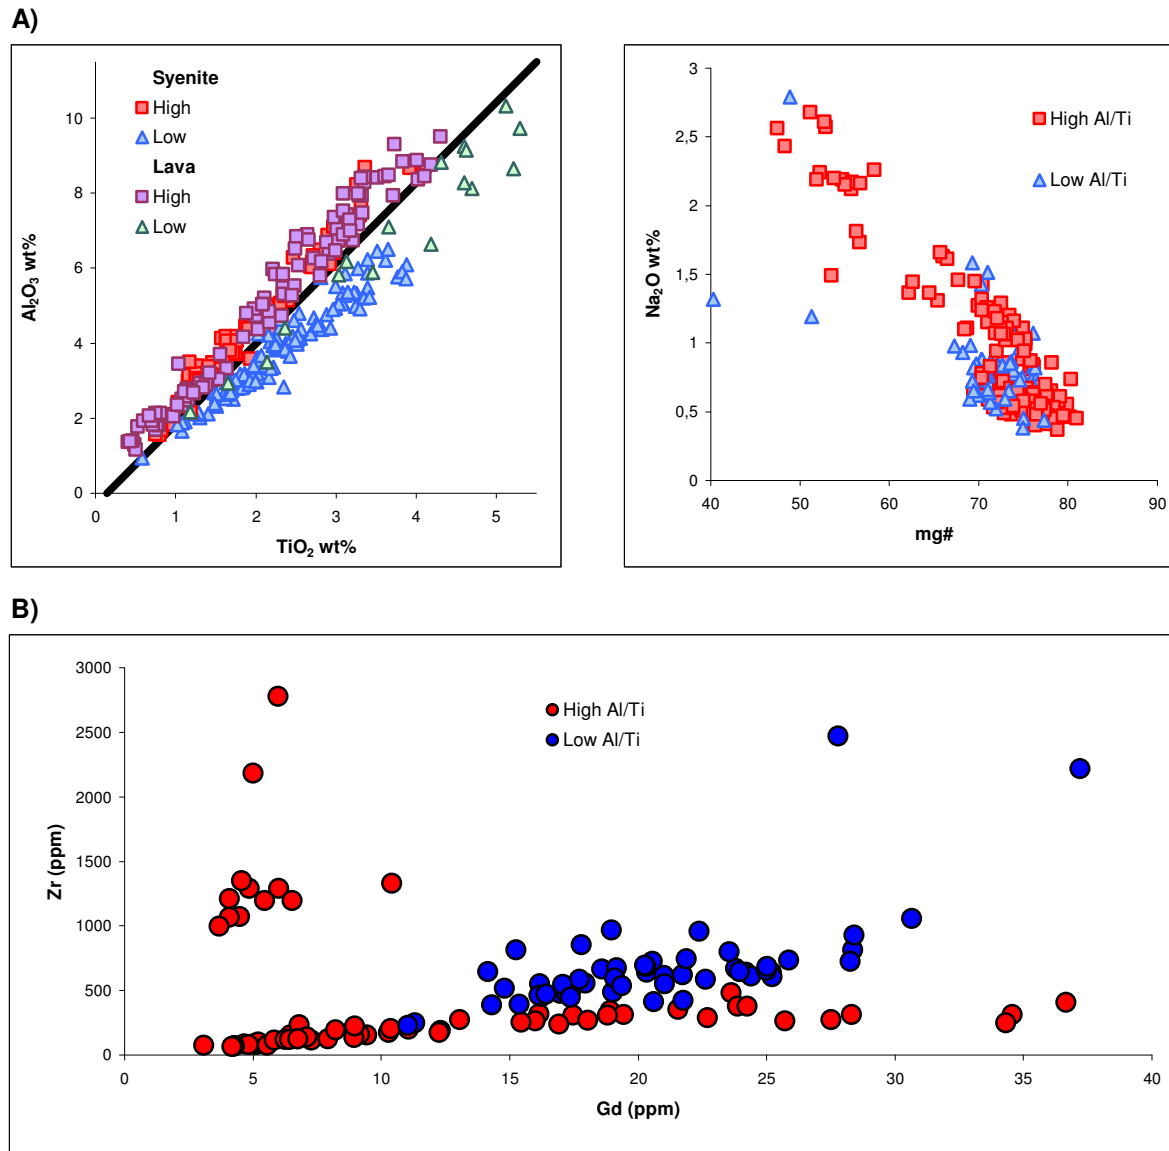 A)
Syenite
High
Low
Lava
High
Low
Al₂O₃ wt%
10
8
6
4
2
0
0 1 2 3 4 5
TiO₂ wt%
3
2,5
2
1,5
1
0,5
0
Na₂O wt%
High Al/Ti
Low Al/Ti
40 50 60 70 80 90
mg#
B)
3000
2500
2000
1500
1000
500
0
Zr (ppm)
High Al/Ti
Low Al/Ti
0 5 10 15 20 25 30 35 40
Gd (ppm)